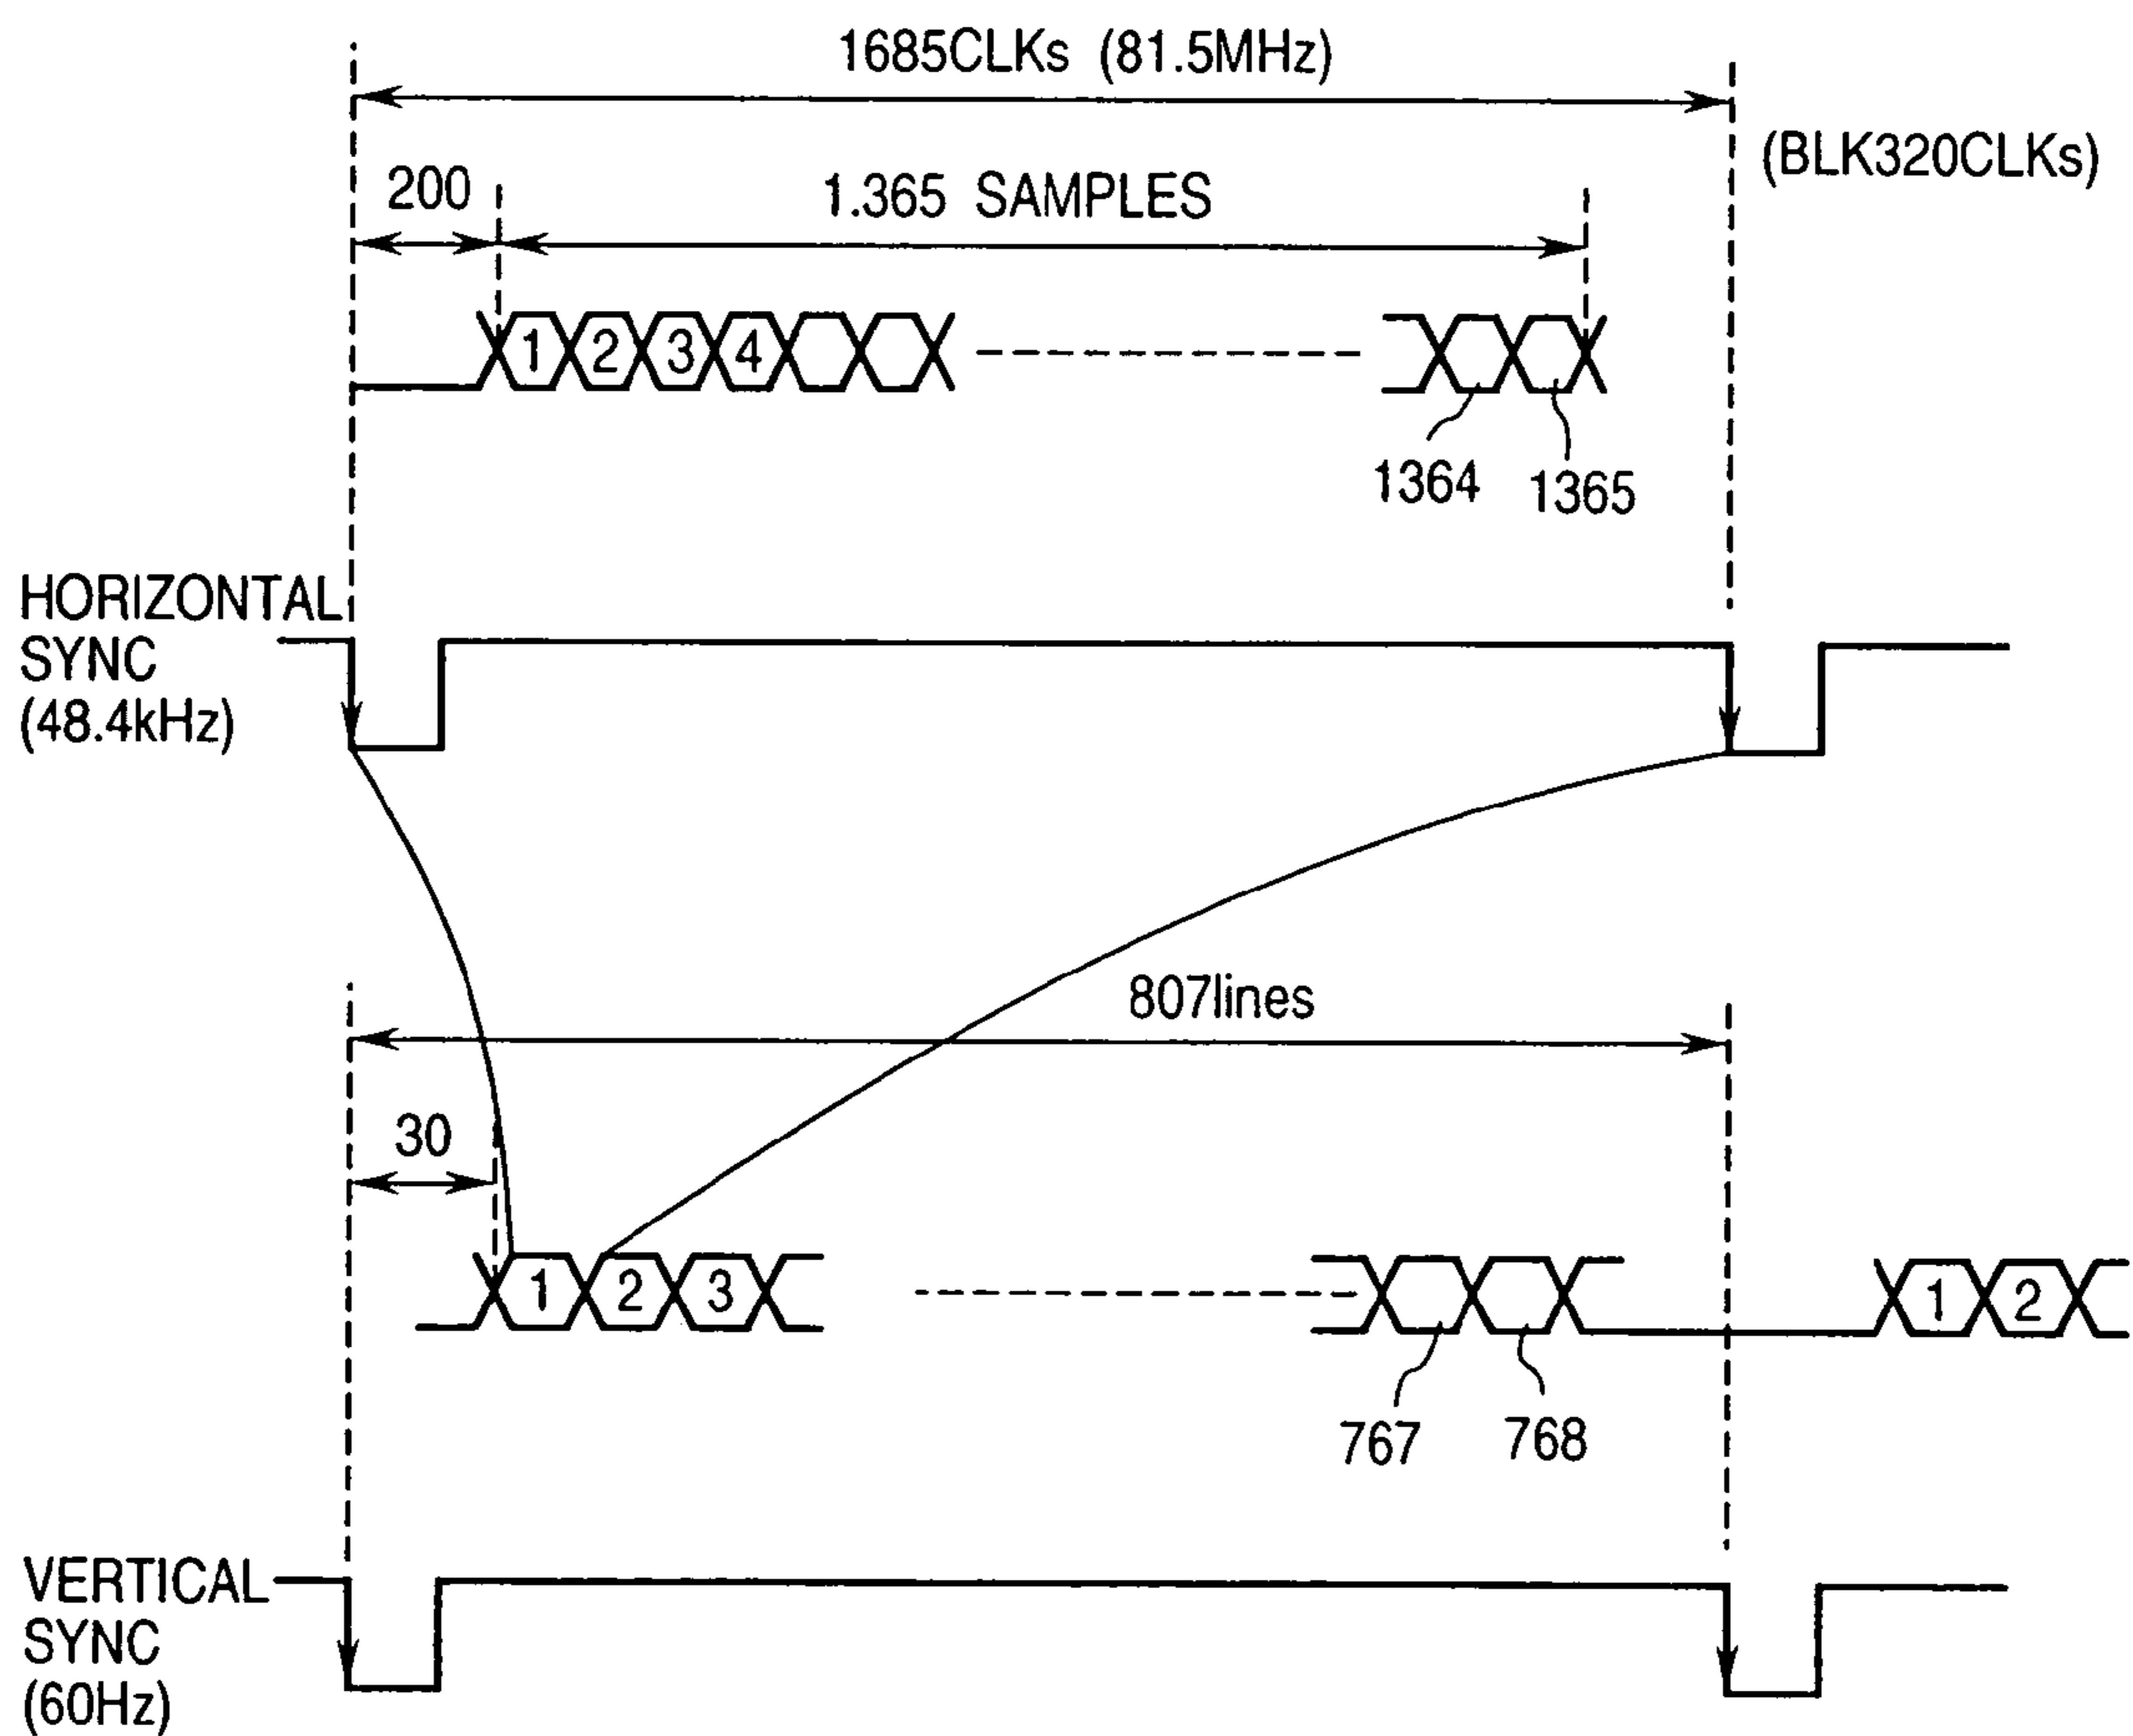 1685CLKs (81.5MHz)
(BLK320CLKs)
200
1.365 SAMPLES
1
2
3
4
1364
1365
HORIZONTAL
SYNC
(48.4kHz)
807lines
30
1
2
3
1
2
767
768
VERTICAL
SYNC
(60Hz)